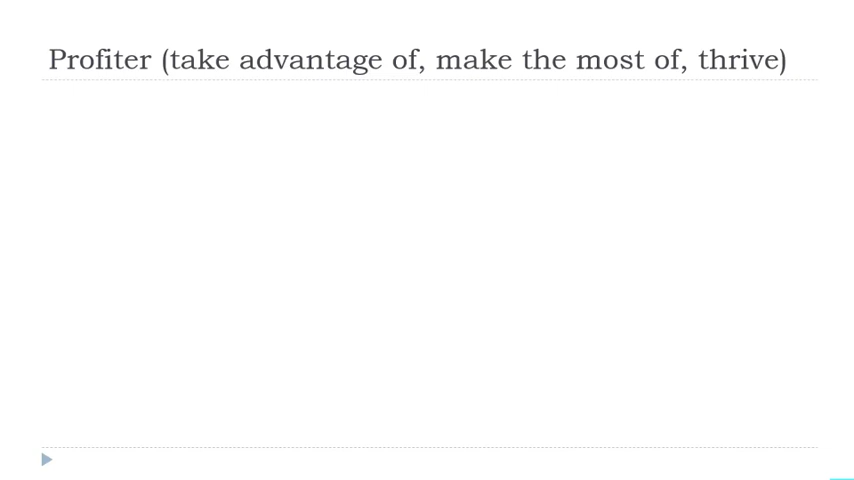 Profiter (take advantage of, make the most of, thrive)